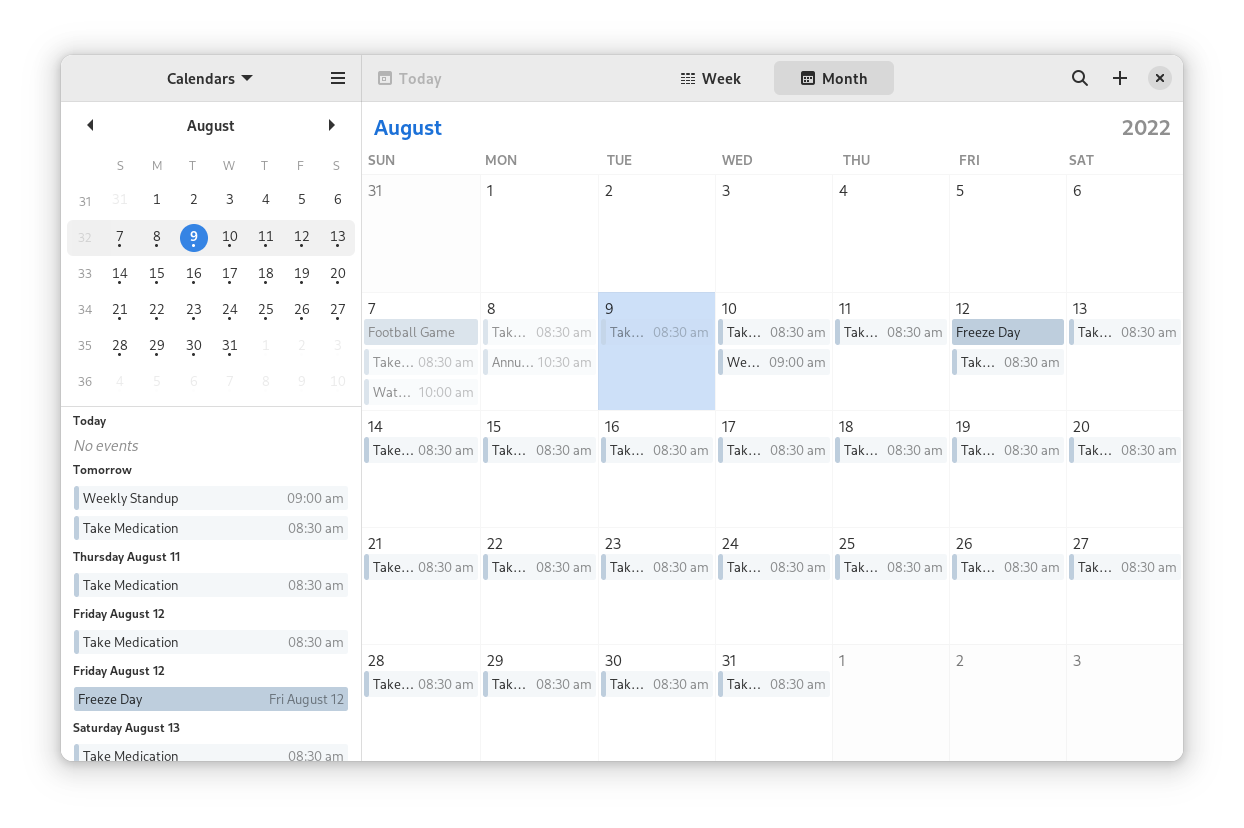 Calendars
Today Week Month
August
S M T W T F S
31 31 1 2 3 4 5 6
32 7 8 9 10 11 12 13
33 14 15 16 17 18 19 20
34 21 22 23 24 25 26 27
35 28 29 30 31 1 2 3
36 4 5 6 7 8 9 10
Today
No events
Tomorrow
Weekly Standup 09:00 am
Take Medication 08:30 am
Thursday August 11
Take Medication 08:30 am
Friday August 12
Take Medication 08:30 am
Friday August 12
Freeze Day Fri August 12
Saturday August 13
Take Medication 08:30 am
August 2022
SUN MON TUE WED THU FRI SAT
31 1 2 3 4 5 6
7 8 9 10 11 12 13
Football Game Tak… 08:30 am Tak… 08:30 am Tak… 08:30 am Tak… 08:30 am Freeze Day Tak… 08:30 am
Take… 08:30 am Annu… 10:30 am We… 09:00 am Tak… 08:30 am
Wat… 10:00 am
14 15 16 17 18 19 20
Take… 08:30 am Tak… 08:30 am Tak… 08:30 am Tak… 08:30 am Tak… 08:30 am Tak… 08:30 am Tak… 08:30 am
21 22 23 24 25 26 27
Take… 08:30 am Tak… 08:30 am Tak… 08:30 am Tak… 08:30 am Tak… 08:30 am Tak… 08:30 am Tak… 08:30 am
28 29 30 31 1 2 3
Take… 08:30 am Tak… 08:30 am Tak… 08:30 am Tak… 08:30 am